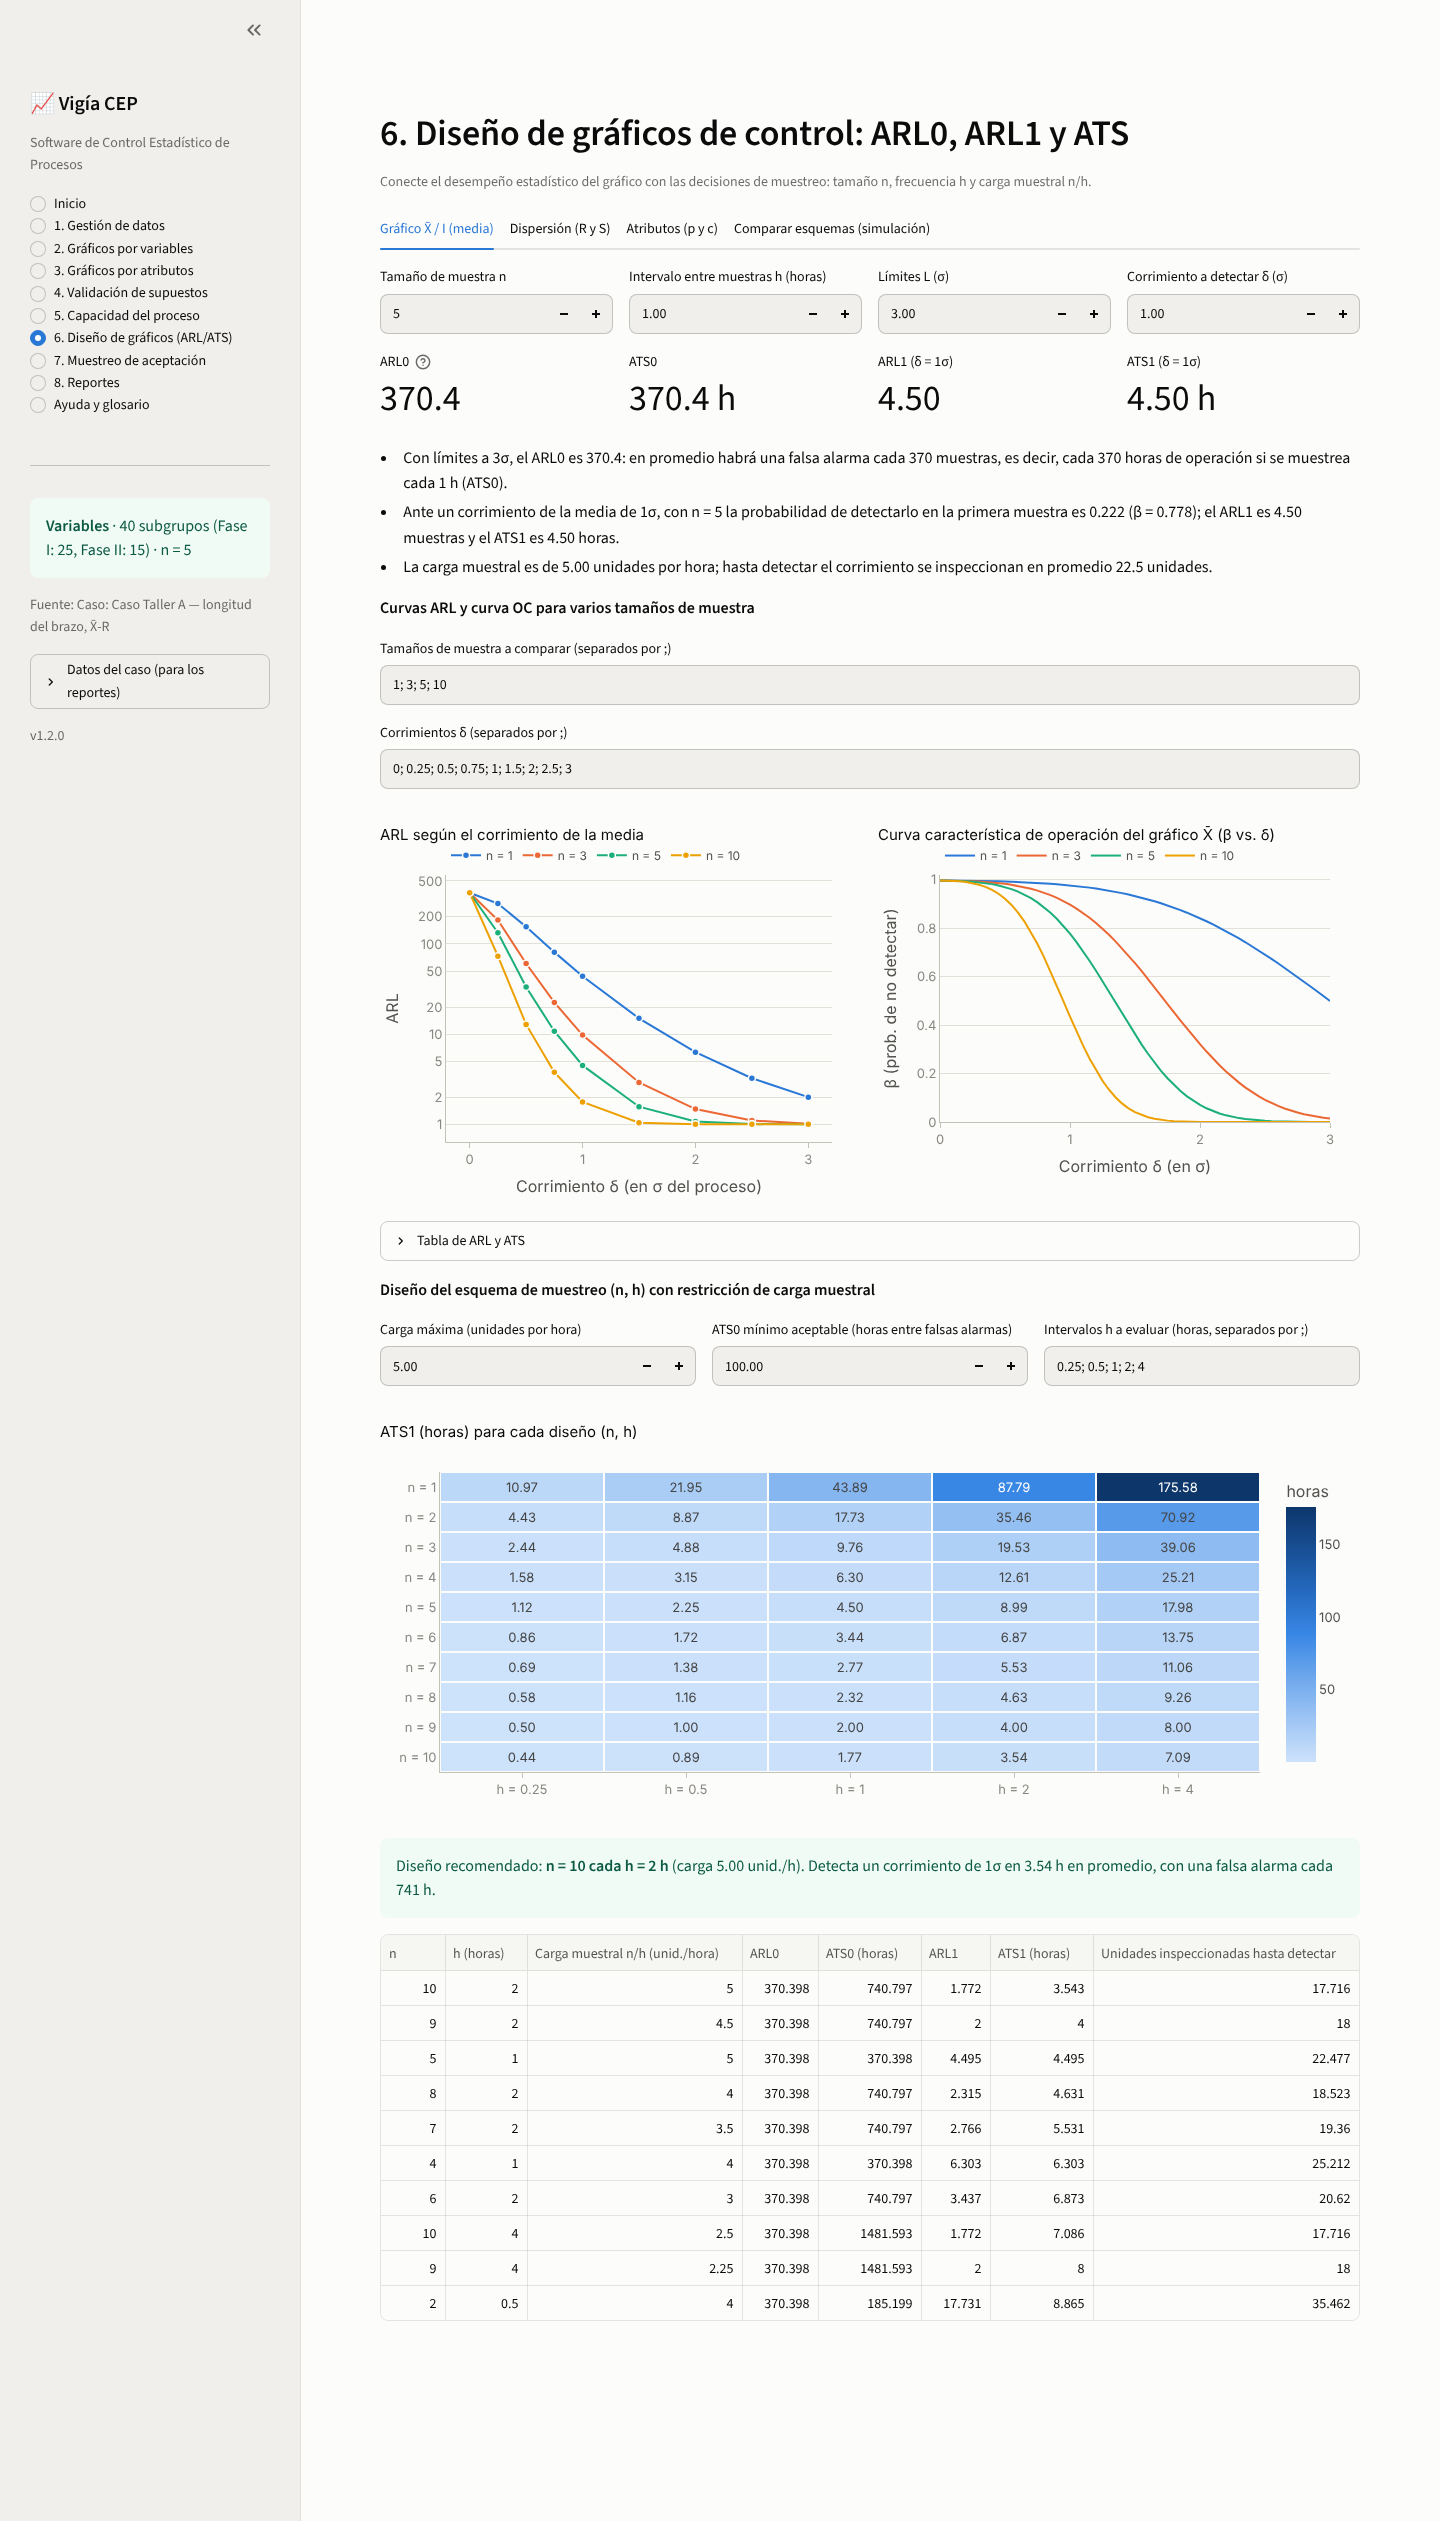 📈 Vigía CEP
Software de Control Estadístico de
Procesos
Inicio
1. Gestión de datos
2. Gráficos por variables
3. Gráficos por atributos
4. Validación de supuestos
5. Capacidad del proceso
6. Diseño de gráficos (ARL/ATS)
7. Muestreo de aceptación
8. Reportes
Ayuda y glosario
Variables · 40 subgrupos (Fase
I: 25, Fase II: 15) · n = 5
Fuente: Caso: Caso Taller A — longitud
del brazo, X̄-R
Datos del caso (para los
reportes)
v1.2.0
6. Diseño de gráficos de control: ARL0, ARL1 y ATS
Conecte el desempeño estadístico del gráfico con las decisiones de muestreo: tamaño n, frecuencia h y carga muestral n/h.
Gráfico X̄ / I (media) Dispersión (R y S) Atributos (p y c) Comparar esquemas (simulación)
Tamaño de muestra n Intervalo entre muestras h (horas) Límites L (σ) Corrimiento a detectar δ (σ)
5 1.00 3.00 1.00
ARL0 ATS0 ARL1 (δ = 1σ) ATS1 (δ = 1σ)
370.4 370.4 h 4.50 4.50 h
• Con límites a 3σ, el ARL0 es 370.4: en promedio habrá una falsa alarma cada 370 muestras, es decir, cada 370 horas de operación si se muestrea
cada 1 h (ATS0).
• Ante un corrimiento de la media de 1σ, con n = 5 la probabilidad de detectarlo en la primera muestra es 0.222 (β = 0.778); el ARL1 es 4.50
muestras y el ATS1 es 4.50 horas.
• La carga muestral es de 5.00 unidades por hora; hasta detectar el corrimiento se inspeccionan en promedio 22.5 unidades.
Curvas ARL y curva OC para varios tamaños de muestra
Tamaños de muestra a comparar (separados por ;)
1; 3; 5; 10
Corrimientos δ (separados por ;)
0; 0.25; 0.5; 0.75; 1; 1.5; 2; 2.5; 3
ARL según el corrimiento de la media
n = 1 n = 3 n = 5 n = 10
500
200
100
50
20
10
5
2
1
ARL
0 1 2 3
Corrimiento δ (en σ del proceso)
Curva característica de operación del gráfico X̄ (β vs. δ)
n = 1 n = 3 n = 5 n = 10
1
0.8
0.6
0.4
0.2
0
β (prob. de no detectar)
0 1 2 3
Corrimiento δ (en σ)
Tabla de ARL y ATS
Diseño del esquema de muestreo (n, h) con restricción de carga muestral
Carga máxima (unidades por hora) ATS0 mínimo aceptable (horas entre falsas alarmas) Intervalos h a evaluar (horas, separados por ;)
5.00 100.00 0.25; 0.5; 1; 2; 4
ATS1 (horas) para cada diseño (n, h)
n = 1 10.97 21.95 43.89 87.79 175.58
n = 2 4.43 8.87 17.73 35.46 70.92
n = 3 2.44 4.88 9.76 19.53 39.06
n = 4 1.58 3.15 6.30 12.61 25.21
n = 5 1.12 2.25 4.50 8.99 17.98
n = 6 0.86 1.72 3.44 6.87 13.75
n = 7 0.69 1.38 2.77 5.53 11.06
n = 8 0.58 1.16 2.32 4.63 9.26
n = 9 0.50 1.00 2.00 4.00 8.00
n = 10 0.44 0.89 1.77 3.54 7.09
h = 0.25 h = 0.5 h = 1 h = 2 h = 4
horas
150
100
50
Diseño recomendado: n = 10 cada h = 2 h (carga 5.00 unid./h). Detecta un corrimiento de 1σ en 3.54 h en promedio, con una falsa alarma cada
741 h.
n h (horas) Carga muestral n/h (unid./hora) ARL0 ATS0 (horas) ARL1 ATS1 (horas) Unidades inspeccionadas hasta detectar
10 2 5 370.398 740.797 1.772 3.543 17.716
9 2 4.5 370.398 740.797 2 4 18
5 1 5 370.398 370.398 4.495 4.495 22.477
8 2 4 370.398 740.797 2.315 4.631 18.523
7 2 3.5 370.398 740.797 2.766 5.531 19.36
4 1 4 370.398 370.398 6.303 6.303 25.212
6 2 3 370.398 740.797 3.437 6.873 20.62
10 4 2.5 370.398 1481.593 1.772 7.086 17.716
9 4 2.25 370.398 1481.593 2 8 18
2 0.5 4 370.398 185.199 17.731 8.865 35.462